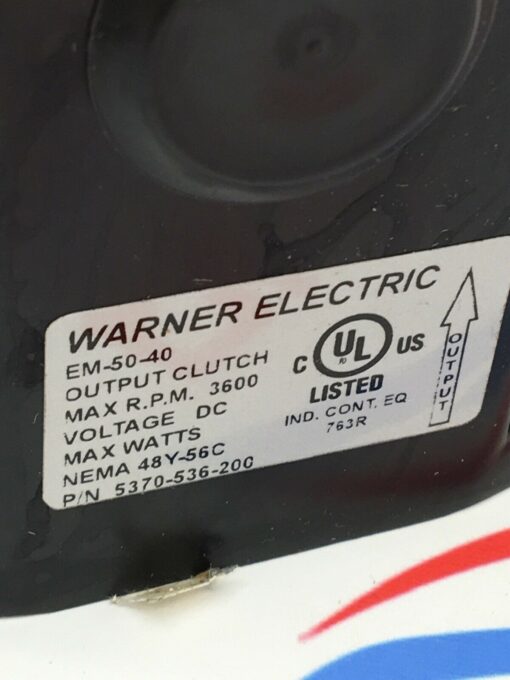 WARNER ELECTRIC
EM-50-40
OUTPUT CLUTCH
MAX R.P.M. 3600
VOLTAGE DC
MAX WATTS
NEMA 48Y-56C
P/N 5370-536-200
C UL US
LISTED
IND. CONT. EQ
763R
OUTPUT